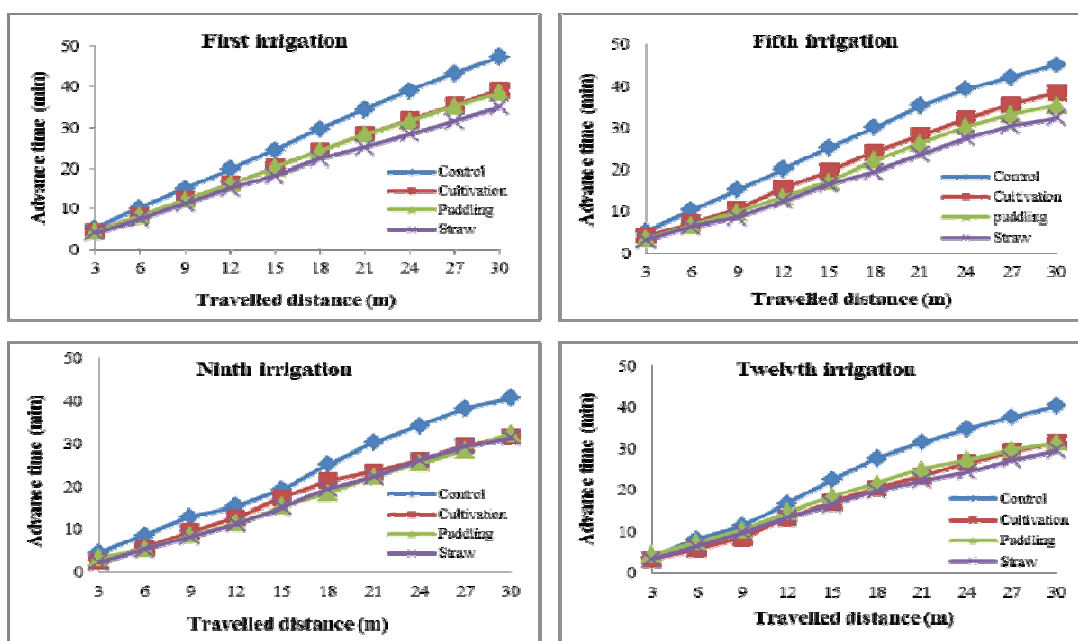 First irrigation
Advance time (min)
50
40
30
20
10
0
Control
Cultivation
Puddling
Straw
3 6 9 12 15 18 21 24 27 30
Travelled distance (m)
Fifth irrigation
Advance time (min)
50
40
30
20
10
0
Control
Cultivation
puddling
Straw
3 6 9 12 15 18 21 24 27 30
Travelled distance (m)
Ninth irrigation
Advance time (min)
50
40
30
20
10
0
Control
Cultivation
Puddling
Straw
3 6 9 12 15 18 21 24 27 30
Travelled distance (m)
Twelvth irrigation
Advance time (min)
50
40
30
20
10
0
Control
Cultivation
Puddling
Straw
3 6 9 12 15 18 21 24 27 30
Travelled distance (m)